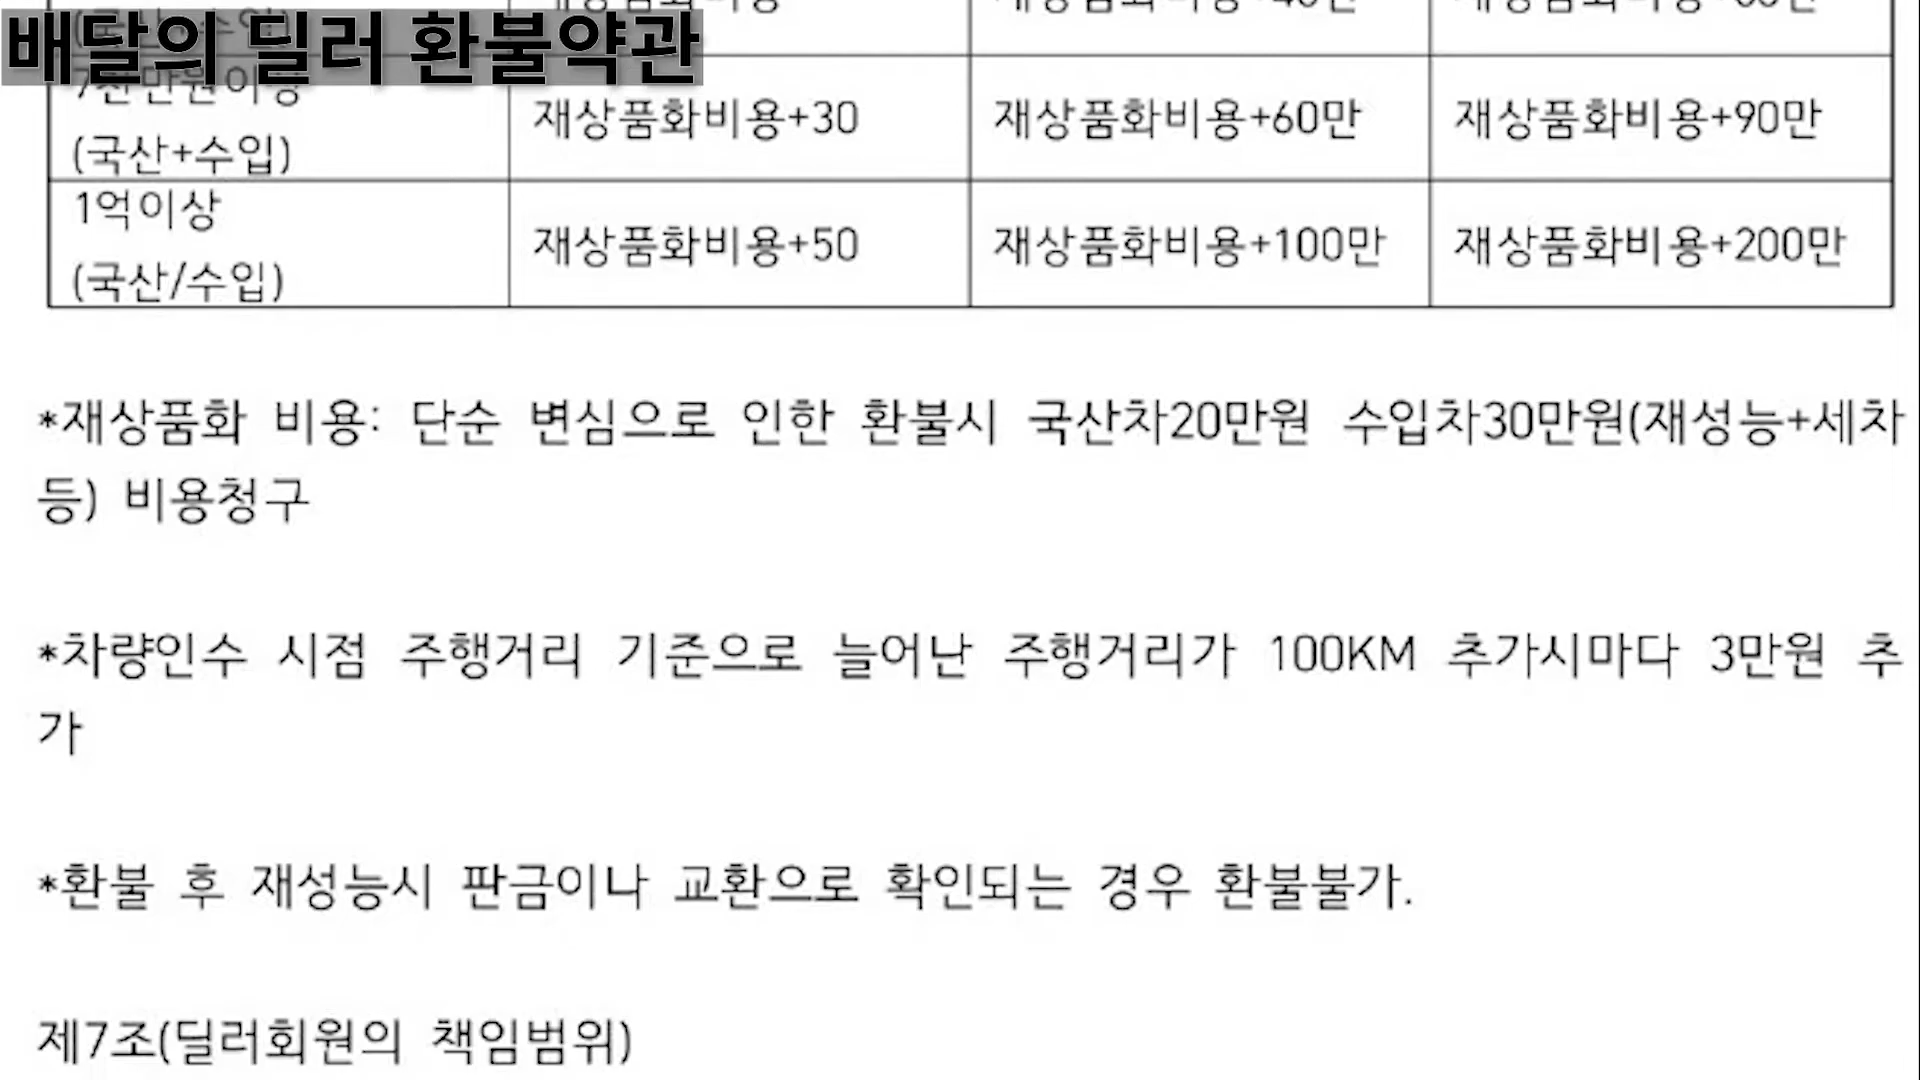 배달의 딜러 환불약관
7천만원이상
(국산+수입)
재상품화비용+30
재상품화비용+60만
재상품화비용+90만
1억이상
(국산/수입)
재상품화비용+50
재상품화비용+100만
재상품화비용+200만
*재상품화 비용: 단순 변심으로 인한 환불시 국산차20만원 수입차30만원(재성능+세차
등) 비용청구
*차량인수 시점 주행거리 기준으로 늘어난 주행거리가 100KM 추가시마다 3만원 추
가
*환불 후 재성능시 판금이나 교환으로 확인되는 경우 환불불가.
제7조(딜러회원의 책임범위)